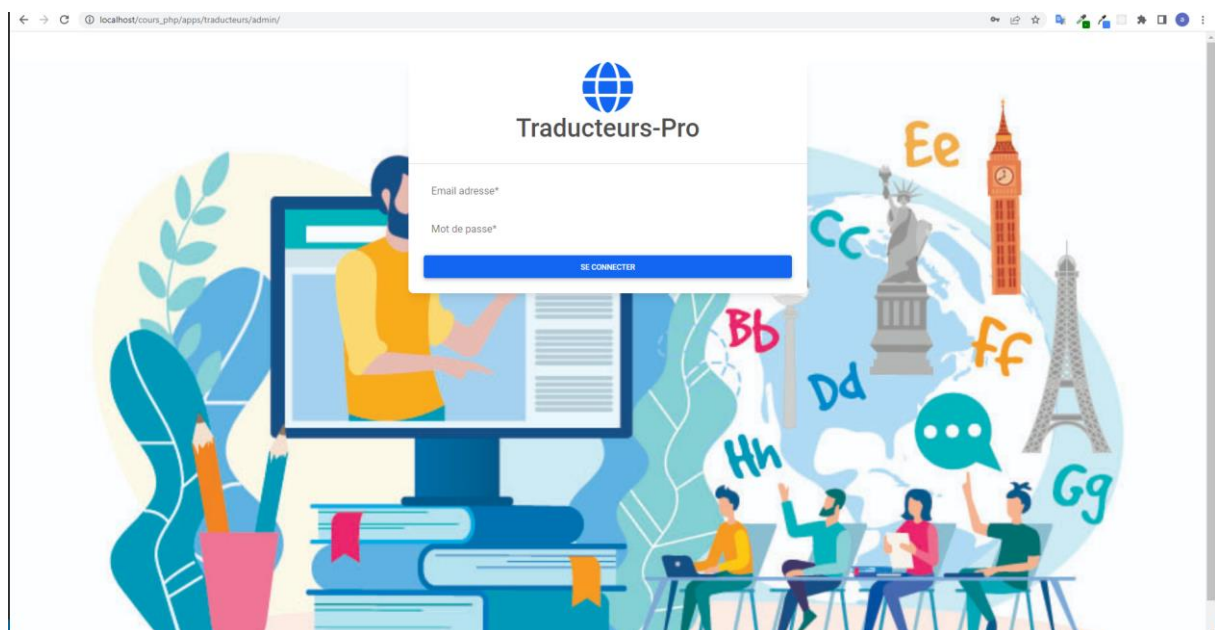 localhost/cours_php/apps/traducteurs/admin/
Traducteurs-Pro
Email adresse*
Mot de passe*
SE CONNECTER
Ee
Cc
Bb
Ff
Dd
Hh
Gg